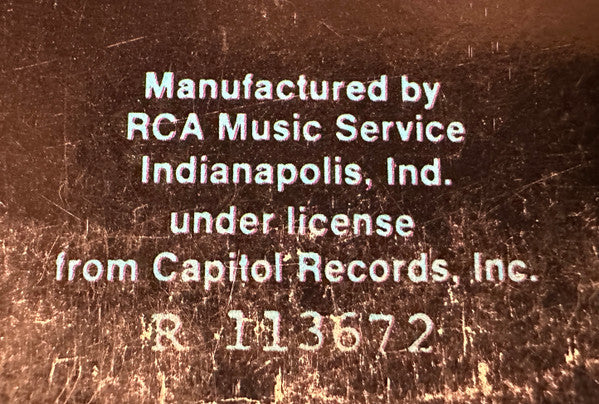 Manufactured by
RCA Music Service
Indianapolis, Ind.
under license
from Capitol Records, Inc.
R 113672